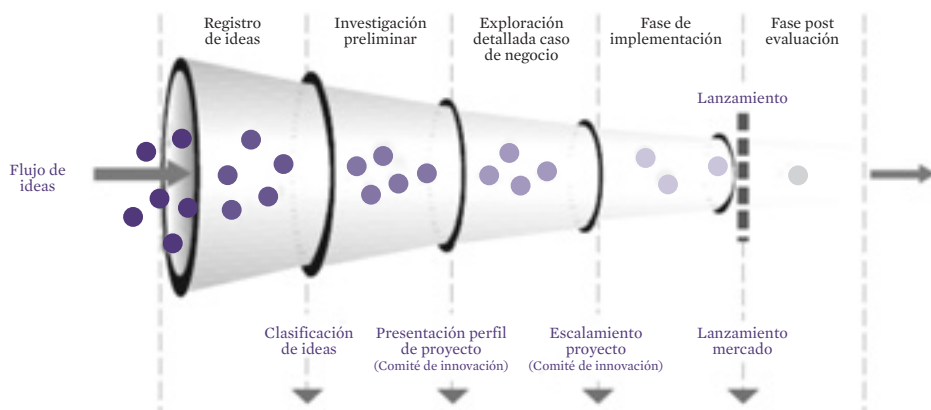 Registro
de ideas
Investigación
preliminar
Exploración
detallada caso
de negocio
Fase de
implementación
Fase post
evaluación
Lanzamiento
Flujo de
ideas
Clasificación
de ideas
Presentación perfil
de proyecto
(Comité de innovación)
Escalamiento
proyecto
(Comité de innovación)
Lanzamiento
mercado